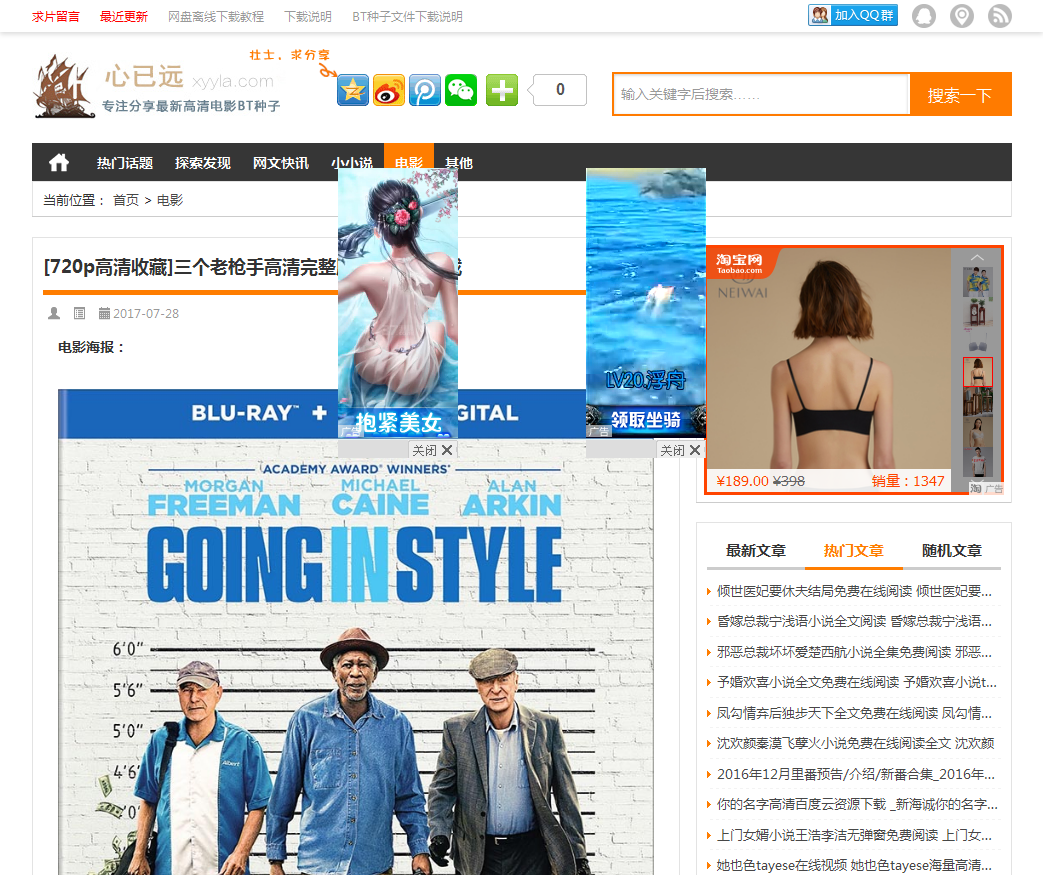 求片留言 最近更新 网盘离线下载教程 下载说明 BT种子文件下载说明 加入QQ群
心已远 xyyla.com
专注分享最新高清电影BT种子
壮士，求分享
0
输入关键字后搜索…… 搜索一下
热门话题 探索发现 网文快讯 小小说 电影 其他
当前位置： 首页 > 电影
[720p高清收藏]三个老枪手高清完整
2017-07-28
电影海报：
BLU-RAY™ +
GITAL
ACADEMY AWARD® WINNERS®
MORGAN FREEMAN
MICHAEL CAINE
ALAN ARKIN
GOING IN STYLE
6'0"
5'6"
5'0"
4'6"
Albert
抱紧美女
广告
关闭
LV20.浮舟
领取坐骑
广告
关闭
淘宝网
Taobao.com
NEIWAI
¥189.00 ¥398 销量：1347
淘 广告
最新文章 热门文章 随机文章
倾世医妃要休夫结局免费在线阅读 倾世医妃要...
昏嫁总裁宁浅语小说全文阅读 昏嫁总裁宁浅语...
邪恶总裁坏坏爱楚西航小说全集免费阅读 邪恶...
予婚欢喜小说全文免费在线阅读 予婚欢喜小说t...
凤勾情弃后独步天下全文免费在线阅读 凤勾情...
沈欢颜秦漠飞孽火小说免费在线阅读全文 沈欢颜
2016年12月里番预告/介绍/新番合集_2016年...
你的名字高清百度云资源下载 _新海诚你的名字...
上门女婿小说王浩李洁无弹窗免费阅读 上门女...
她也色tayese在线视频 她也色tayese海量高清...